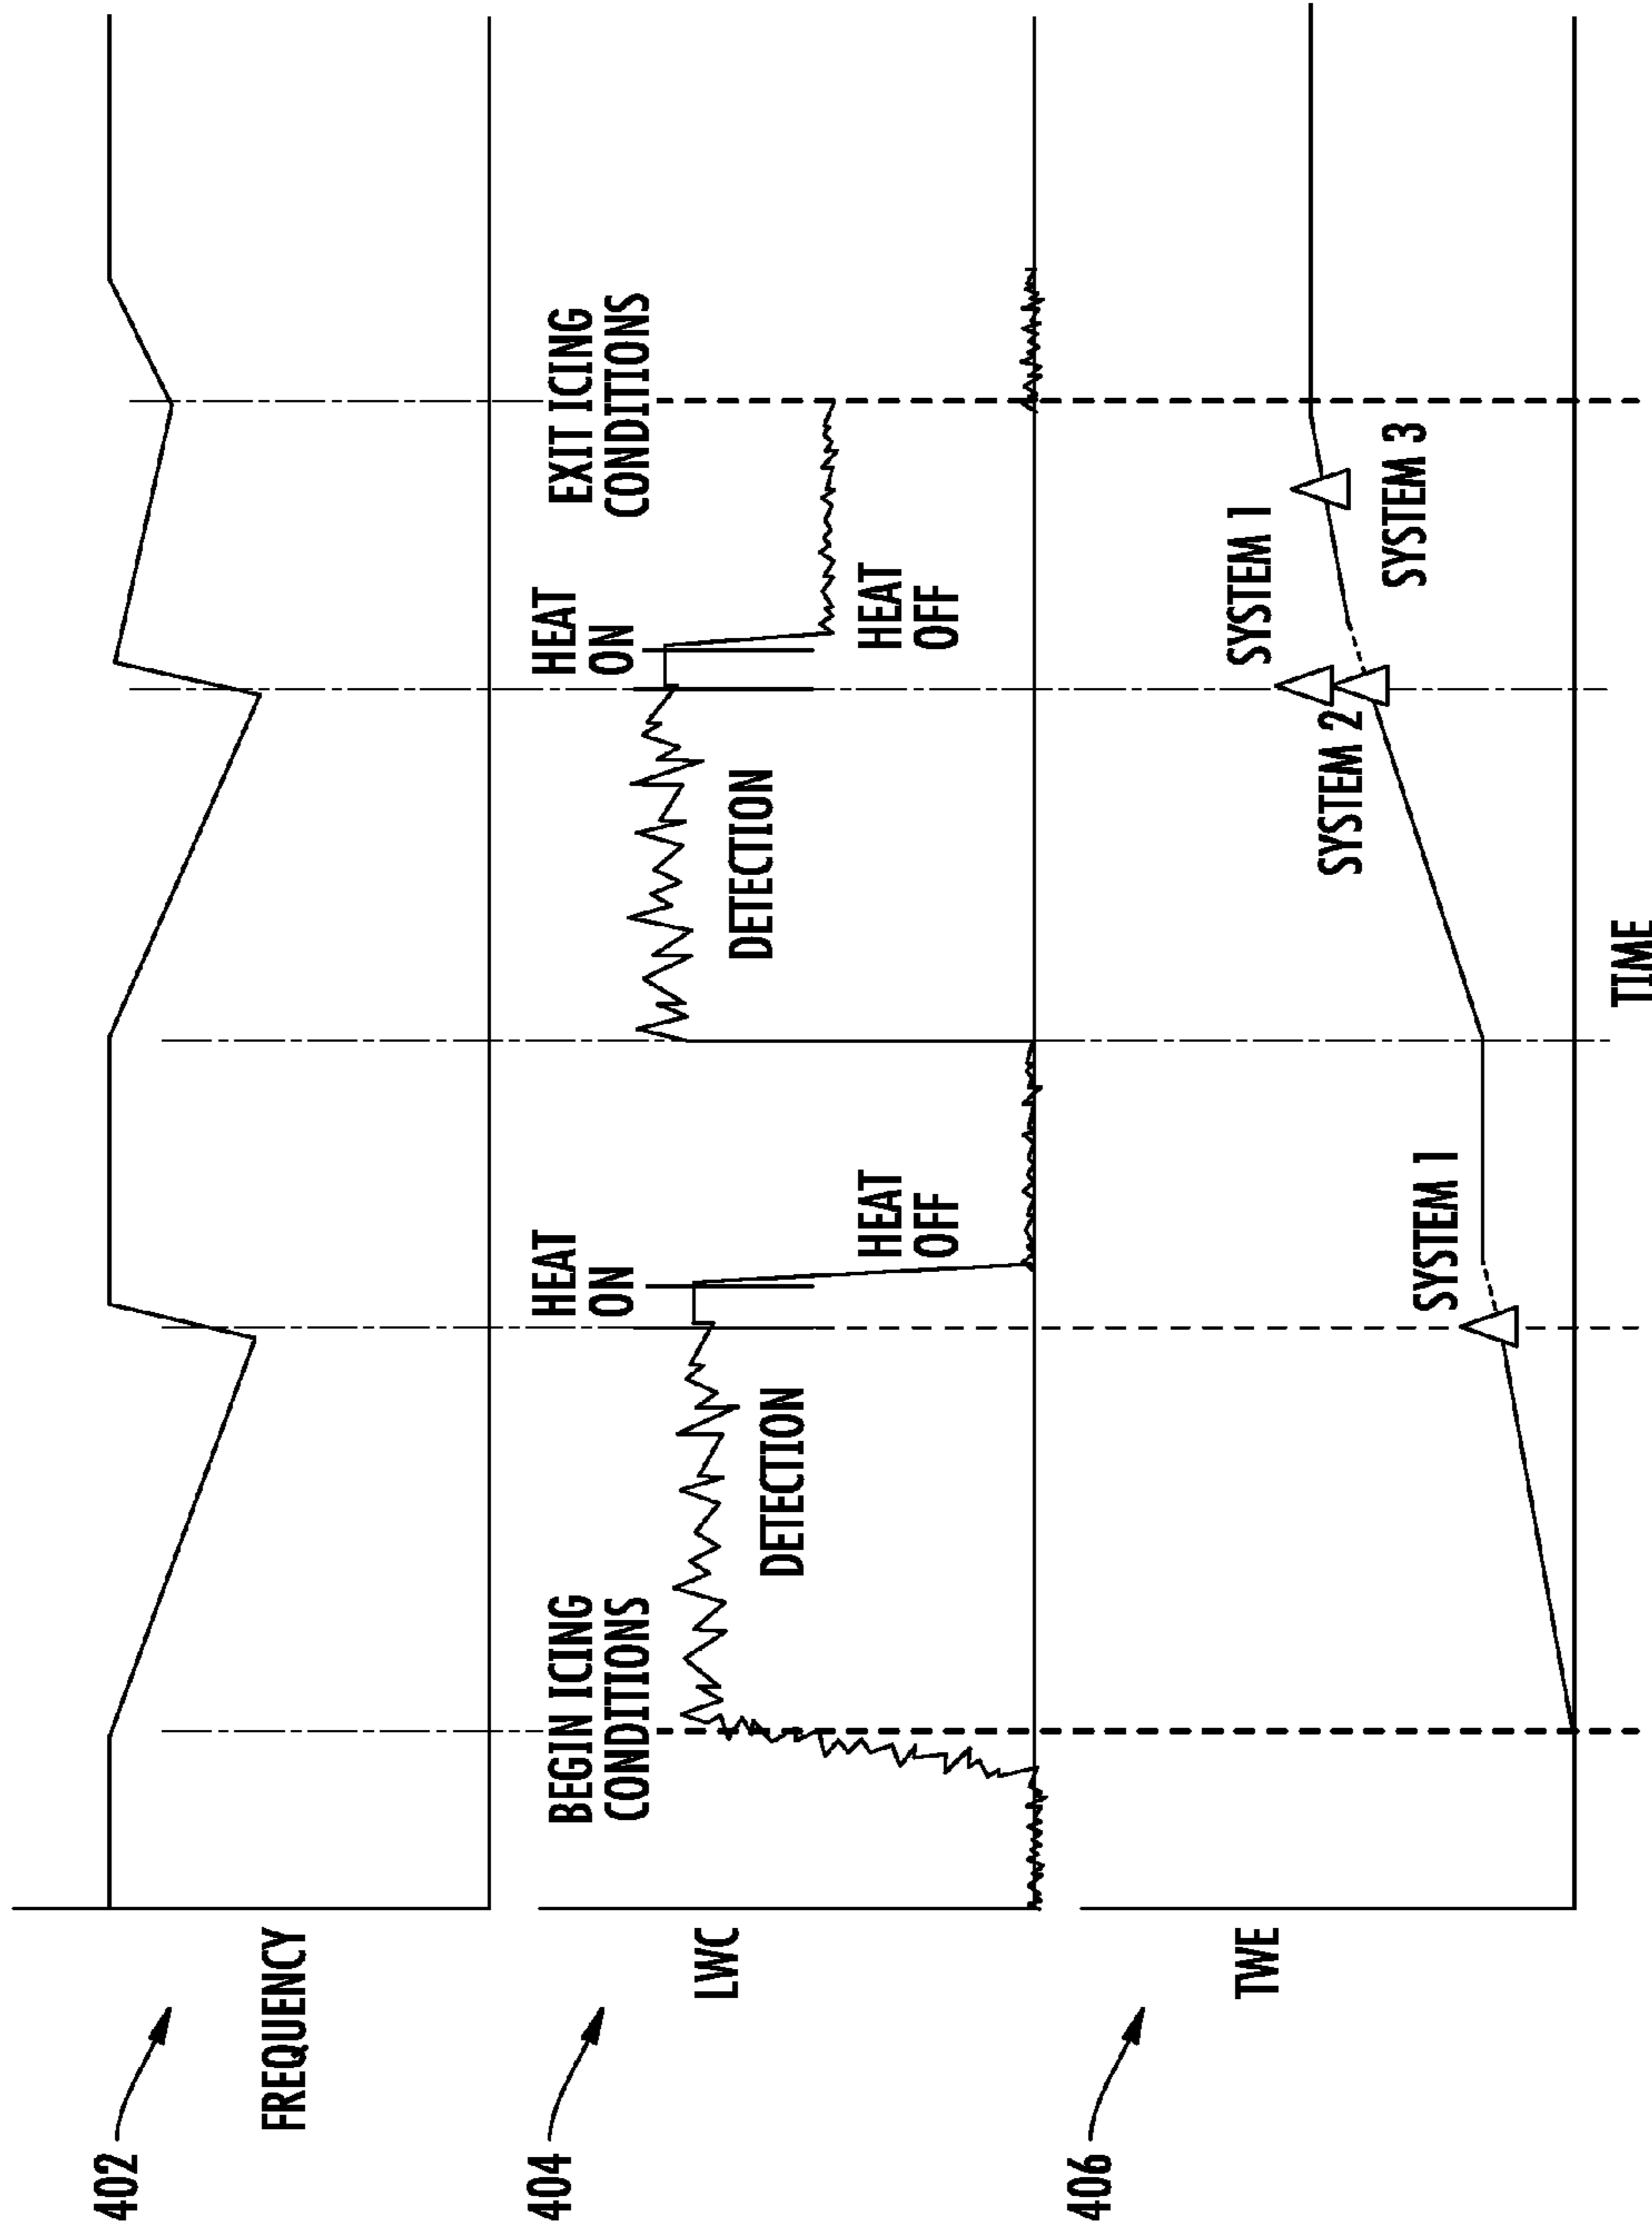 402
FREQUENCY
404
LWC
BEGIN ICING
CONDITIONS
DETECTION
HEAT
ON
HEAT
OFF
DETECTION
HEAT
ON
HEAT
OFF
EXIT ICING
CONDITIONS
406
TWE
SYSTEM 1
SYSTEM 2
SYSTEM 1
SYSTEM 3
TIME